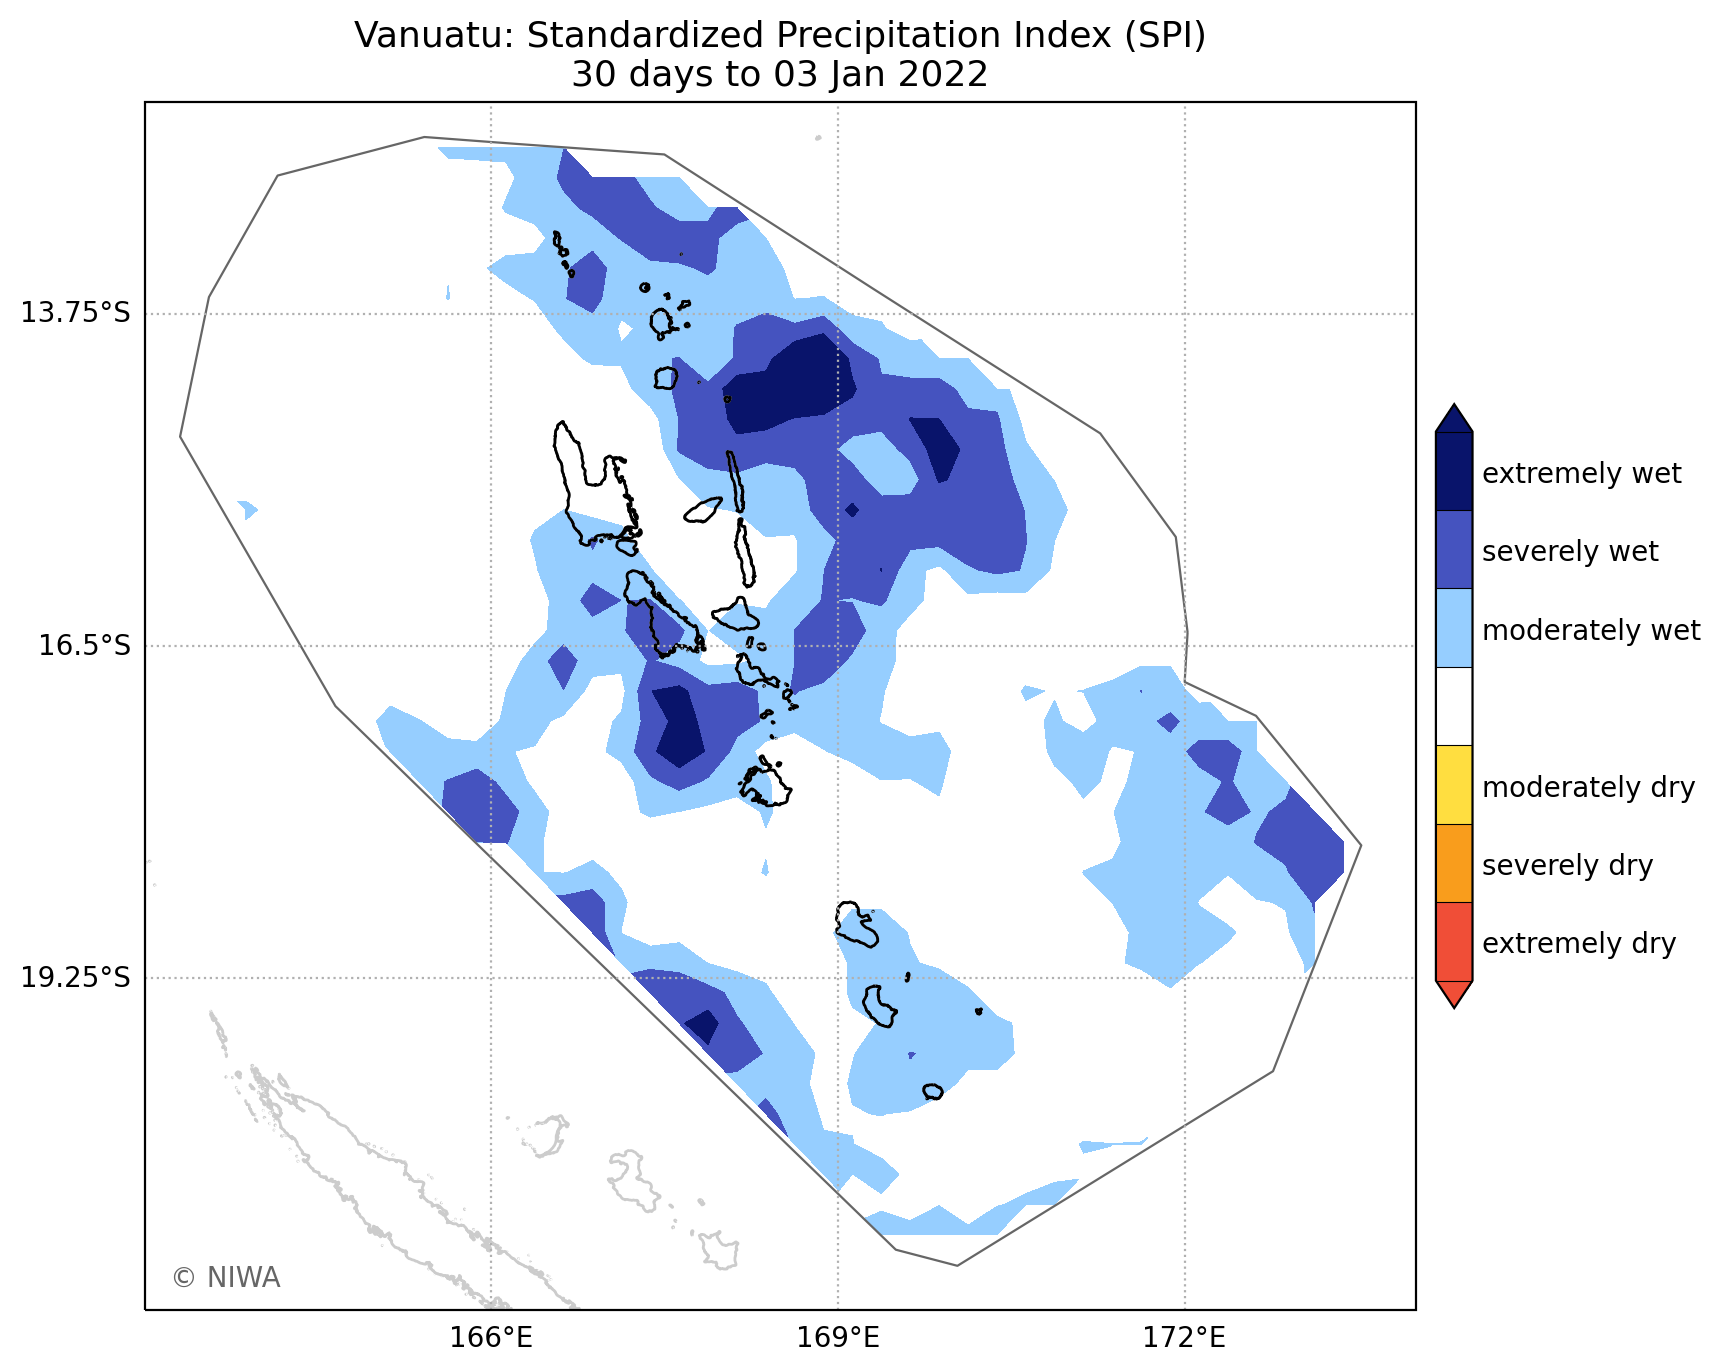 Vanuatu: Standardized Precipitation Index (SPI)
30 days to 03 Jan 2022
13.75°S
16.5°S
19.25°S
166°E
169°E
172°E
extremely wet
severely wet
moderately wet
moderately dry
severely dry
extremely dry
© NIWA